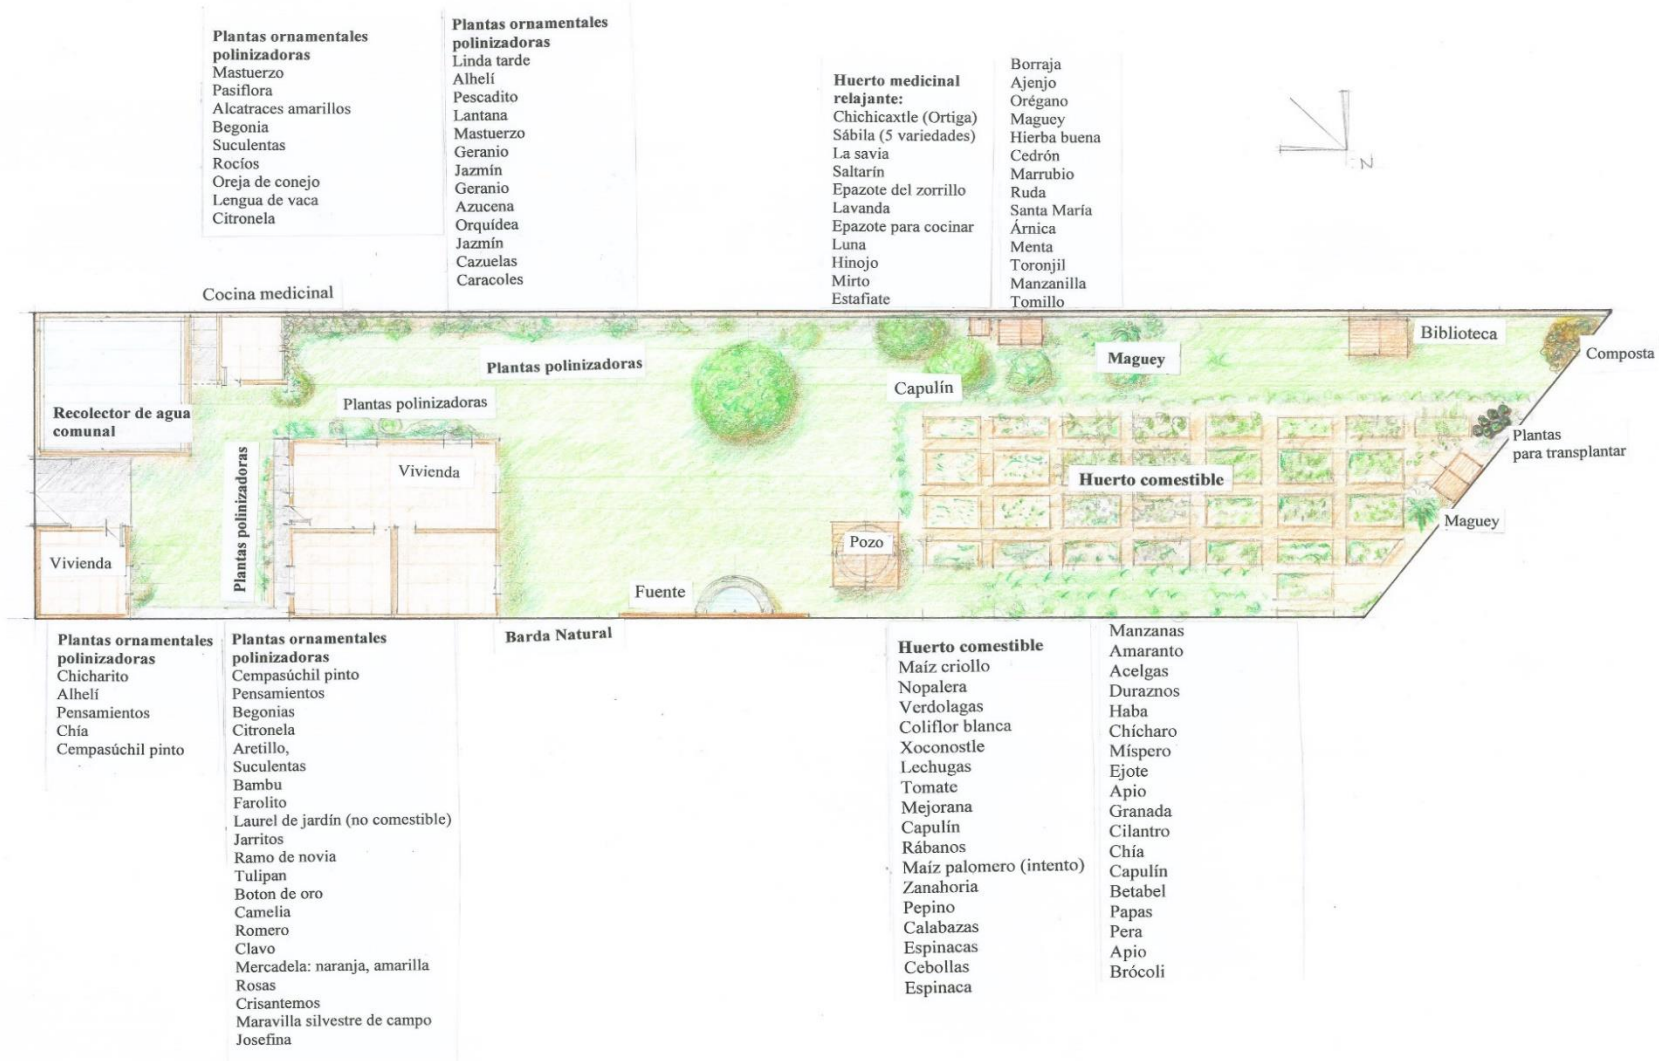 Plantas ornamentales
polinizadoras
Mastuerzo
Pasiflora
Alcatraces amarillos
Begonia
Suculentas
Rocíos
Oreja de conejo
Lengua de vaca
Citronela
Plantas ornamentales
polinizadoras
Linda tarde
Alhelí
Pescadito
Lantana
Mastuerzo
Geranio
Jazmín
Geranio
Azucena
Orquídea
Jazmín
Cazuelas
Caracoles
Huerto medicinal
relajante:
Chichicaxtle (Ortiga)
Sábila (5 variedades)
La savia
Saltarín
Epazote del zorrillo
Lavanda
Epazote para cocinar
Luna
Hinojo
Mirto
Estafiate
Borraja
Ajenjo
Orégano
Maguey
Hierba buena
Cedrón
Marrubio
Ruda
Santa María
Árnica
Menta
Toronjil
Manzanilla
Tomillo
N
Cocina medicinal
Recolector de agua
comunal
Plantas polinizadoras
Plantas polinizadoras
Plantas polinizadoras
Vivienda
Vivienda
Capulín
Maguey
Biblioteca
Composta
Plantas
para transplantar
Huerto comestible
Maguey
Pozo
Fuente
Barda Natural
Plantas ornamentales
polinizadoras
Chicharito
Alhelí
Pensamientos
Chía
Cempasúchil pinto
Plantas ornamentales
polinizadoras
Cempasúchil pinto
Pensamientos
Begonias
Citronela
Aretillo,
Suculentas
Bambu
Farolito
Laurel de jardín (no comestible)
Jarritos
Ramo de novia
Tulipan
Boton de oro
Camelia
Romero
Clavo
Mercadela: naranja, amarilla
Rosas
Crisantemos
Maravilla silvestre de campo
Josefina
Huerto comestible
Maíz criollo
Nopalera
Verdolagas
Coliflor blanca
Xoconostle
Lechugas
Tomate
Mejorana
Capulín
Rábanos
Maíz palomero (intento)
Zanahoria
Pepino
Calabazas
Espinacas
Cebollas
Espinaca
Manzanas
Amaranto
Acelgas
Duraznos
Haba
Chícharo
Míspero
Ejote
Apio
Granada
Cilantro
Chía
Capulín
Betabel
Papas
Pera
Apio
Brócoli